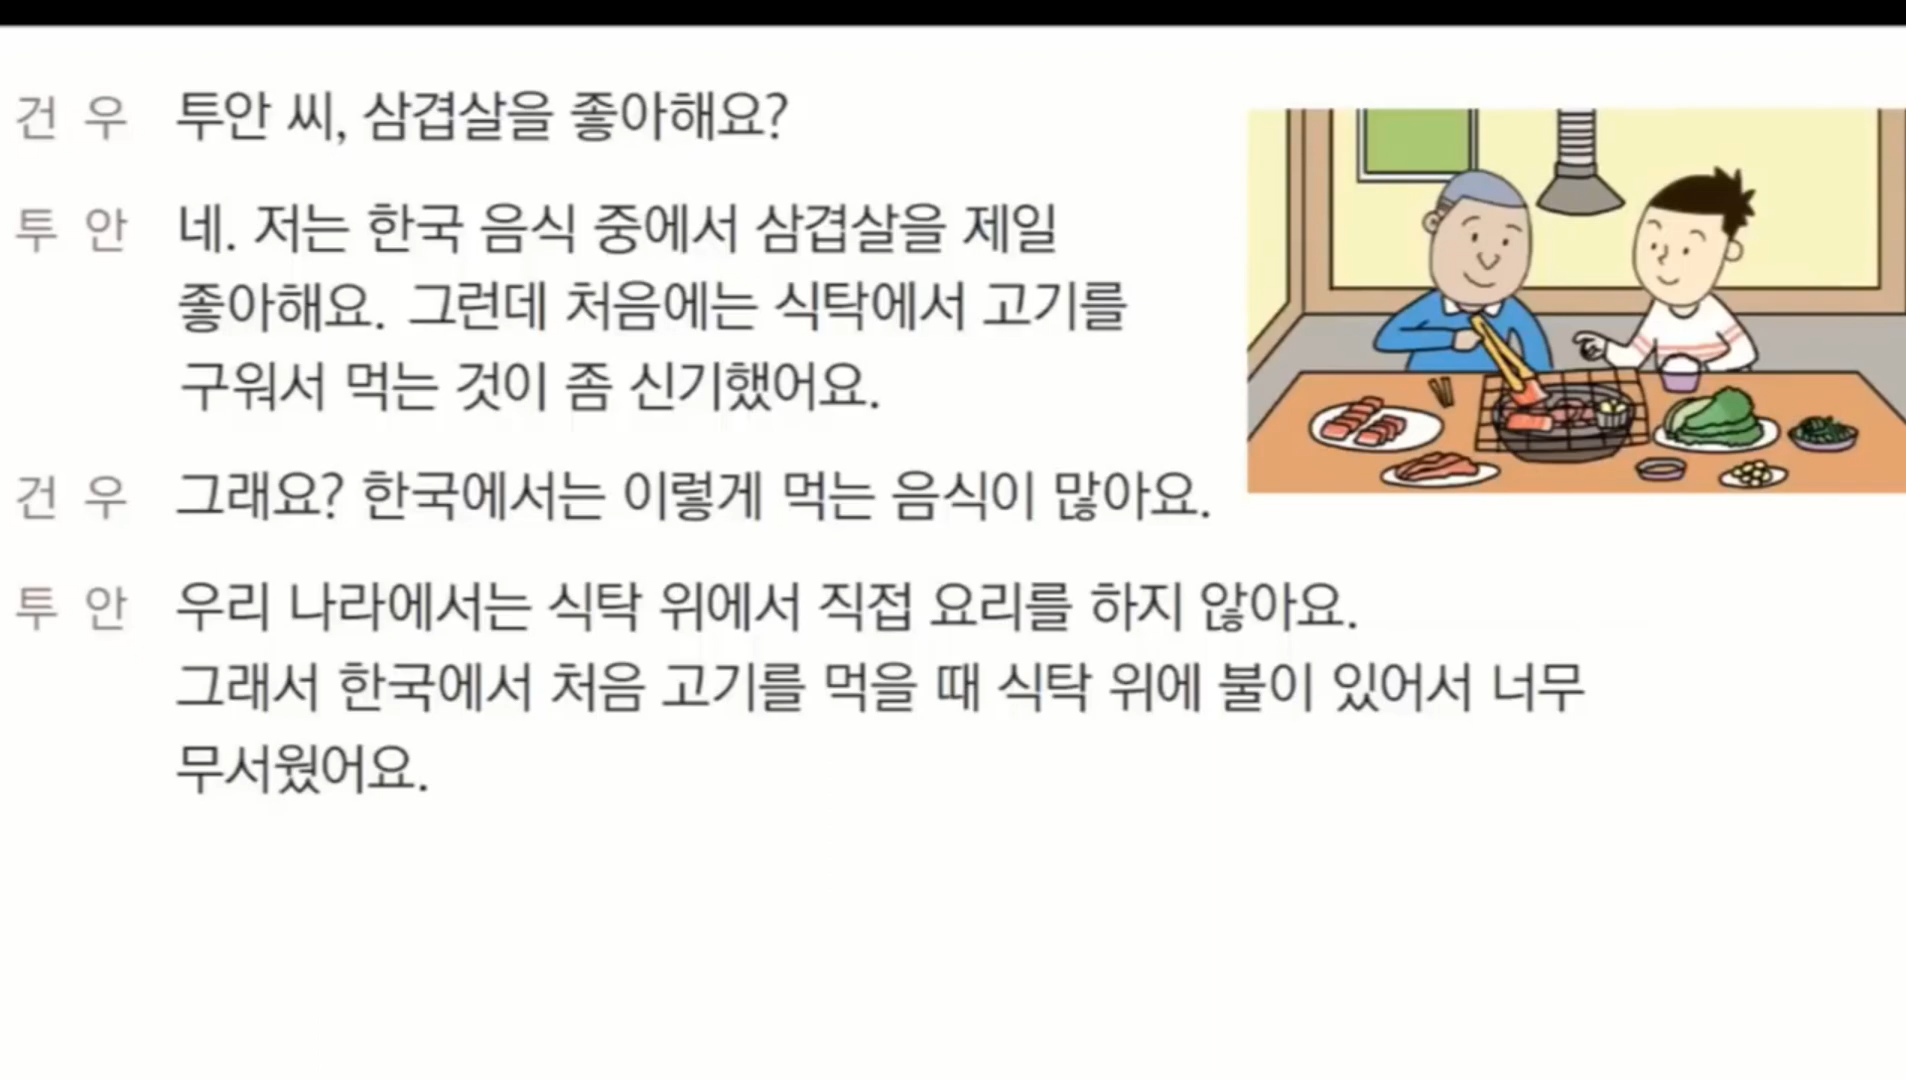 건 우 투안 씨, 삼겹살을 좋아해요?
투 안 네. 저는 한국 음식 중에서 삼겹살을 제일
좋아해요. 그런데 처음에는 식탁에서 고기를
구워서 먹는 것이 좀 신기했어요.
건 우 그래요? 한국에서는 이렇게 먹는 음식이 많아요.
투 안 우리 나라에서는 식탁 위에서 직접 요리를 하지 않아요.
그래서 한국에서 처음 고기를 먹을 때 식탁 위에 불이 있어서 너무
무서웠어요.